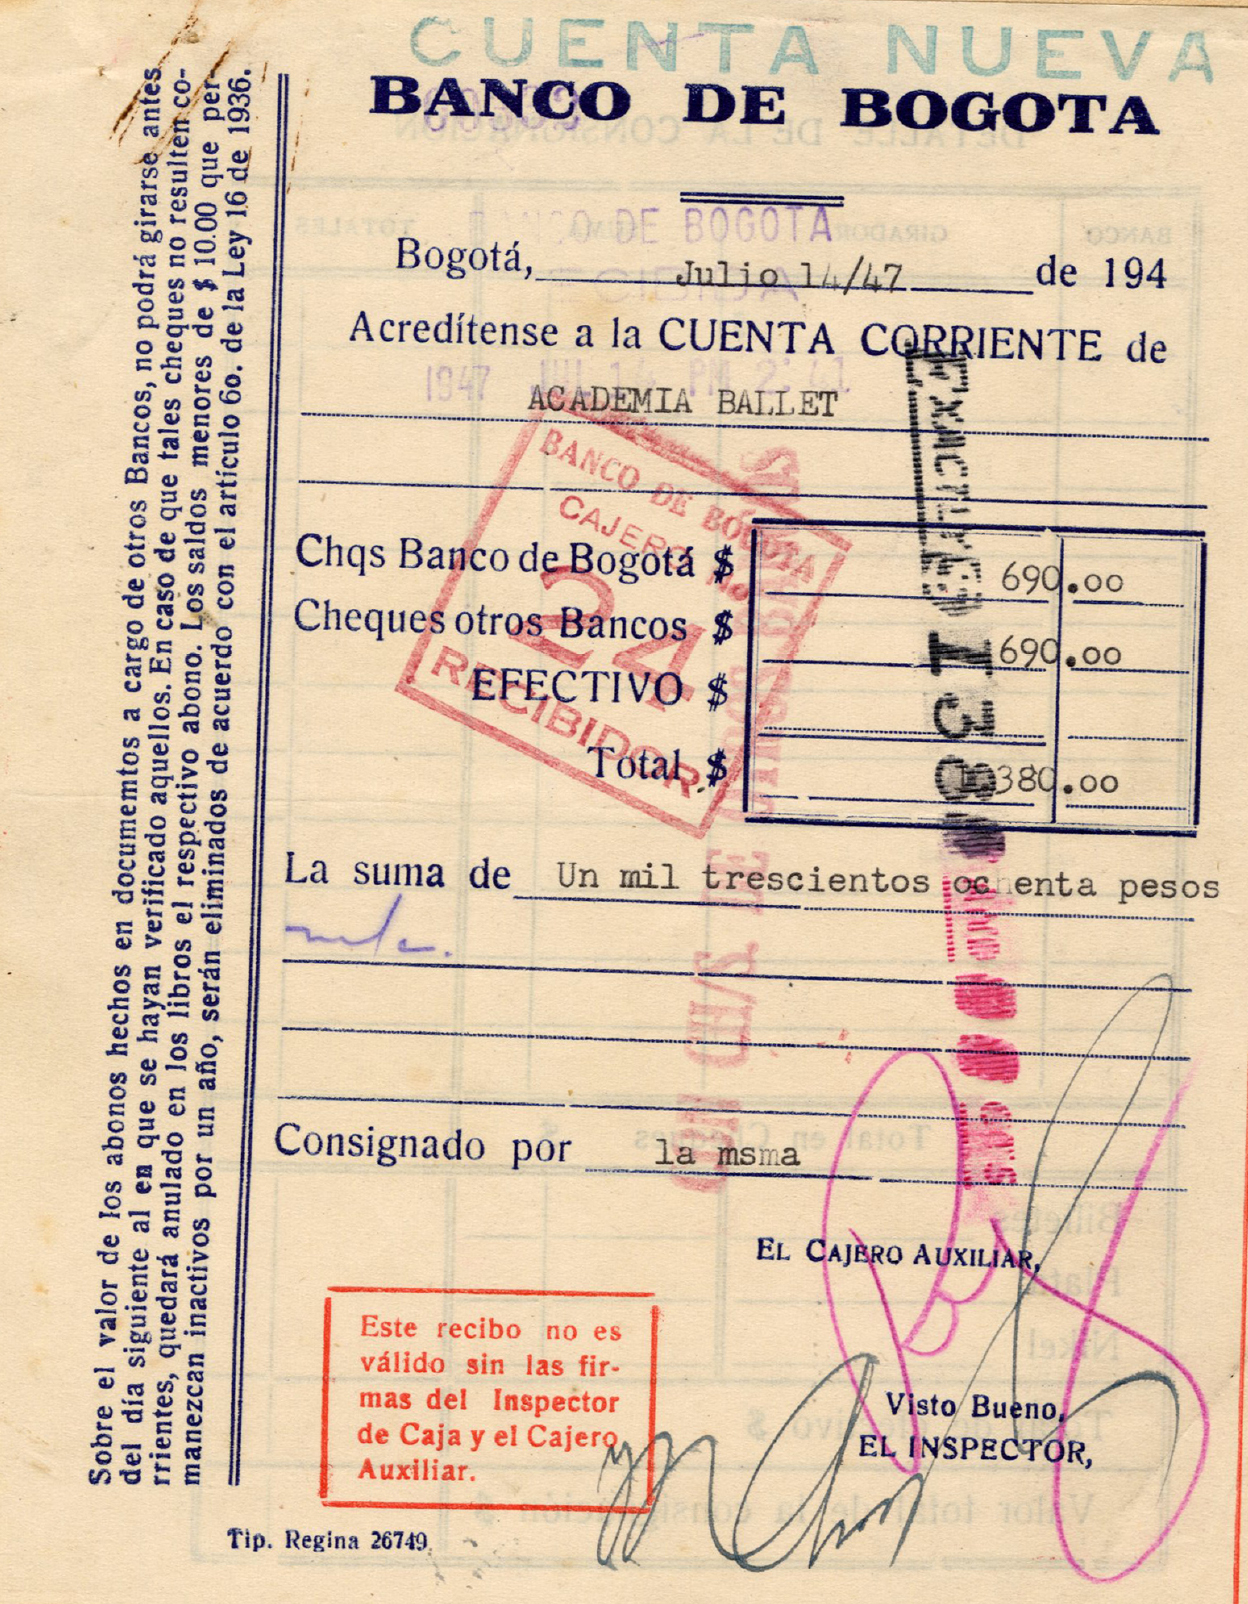 CUENTA NUEVA
BANCO DE BOGOTA
BANCO DE BOGOTA
RECIBIDA
Bogotá, Julio 14/47 de 194
Acredítense a la CUENTA CORRIENTE de
1947 JUL 14 PM 2:41
ACADEMIA BALLET
BANCO DE BOGOTA
CAJERO No.
24
RECIBIDOR
Chqs Banco de Bogotá $ 690.00
Cheques otros Bancos $ 690.00
EFECTIVO $
Total $ 380.00
La suma de Un mil trescientos ochenta pesos
mcte.
Consignado por la msma
EL CAJERO AUXILIAR,
Este recibo no es
válido sin las fir-
mas del Inspector
de Caja y el Cajero
Auxiliar.
Visto Bueno,
EL INSPECTOR,
Tip. Regina 26749
Sobre el valor de los abonos hechos en documemtos a cargo de otros Bancos, no podrá girarse antes
del día siguiente al en que se hayan verificado aquellos. En caso de que tales cheques no resulten co-
rrientes, quedará anulado en los libros el respectivo abono. Los saldos menores de $ 10.00 que per-
manezcan inactivos por un año, serán eliminados de acuerdo con el artículo 6o. de la Ley 16 de 1936.